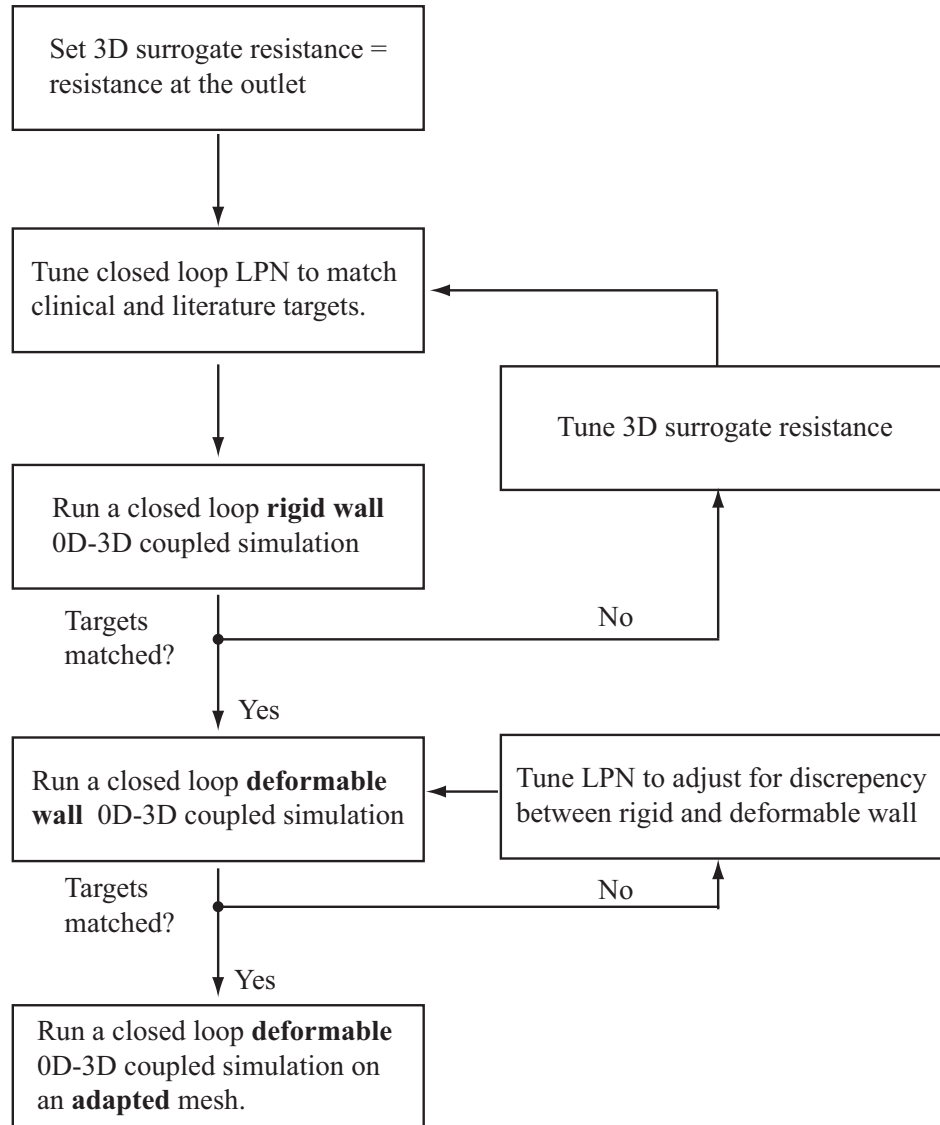 Set 3D surrogate resistance =
resistance at the outlet
Tune closed loop LPN to match
clinical and literature targets.
Tune 3D surrogate resistance
Run a closed loop rigid wall
0D-3D coupled simulation
Targets
matched?
No
Yes
Run a closed loop deformable
wall 0D-3D coupled simulation
Tune LPN to adjust for discrepency
between rigid and deformable wall
Targets
matched?
No
Yes
Run a closed loop deformable
0D-3D coupled simulation on
an adapted mesh.